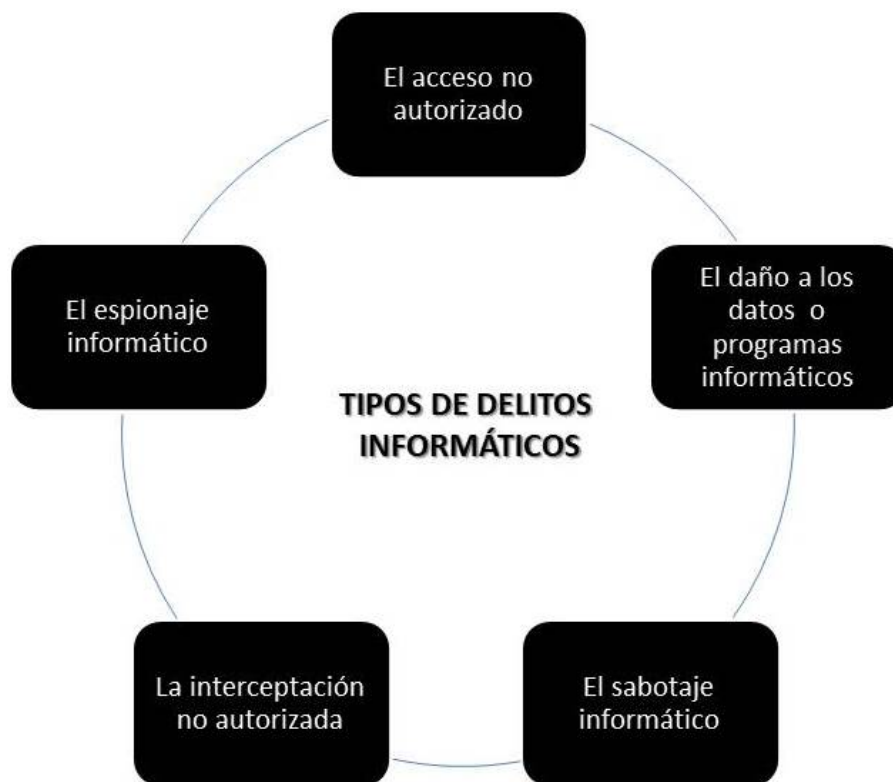 El acceso no
autorizado
El daño a los
datos o
programas
informáticos
El sabotaje
informático
La interceptación
no autorizada
El espionaje
informático
TIPOS DE DELITOS
INFORMÁTICOS